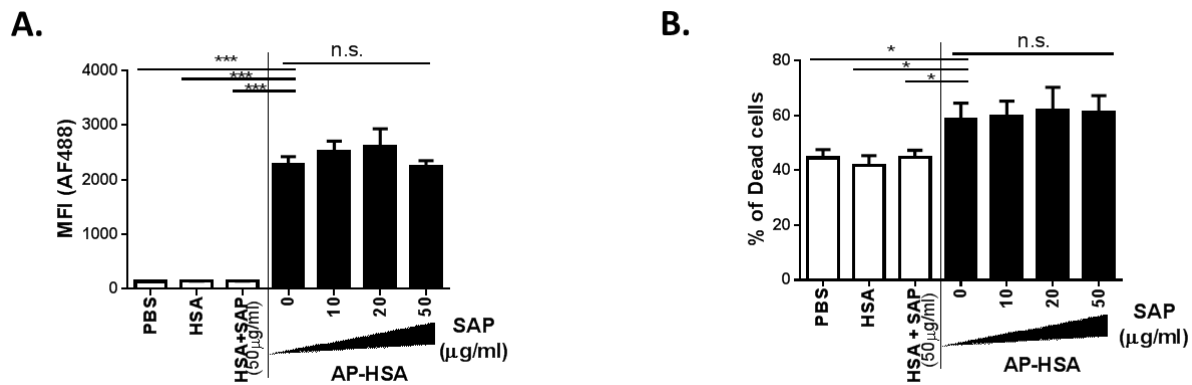 A.
n.s.
***
***
***
4000
3000
2000
1000
0
MFI (AF488)
PBS
HSA
HSA+SAP
(50µg/ml)
0
10
20
50
SAP
(µg/ml)
AP-HSA
B.
n.s.
*
*
*
80
60
40
20
0
% of Dead cells
PBS
HSA
HSA + SAP
(50µg/ml)
0
10
20
50
SAP
(µg/ml)
AP-HSA